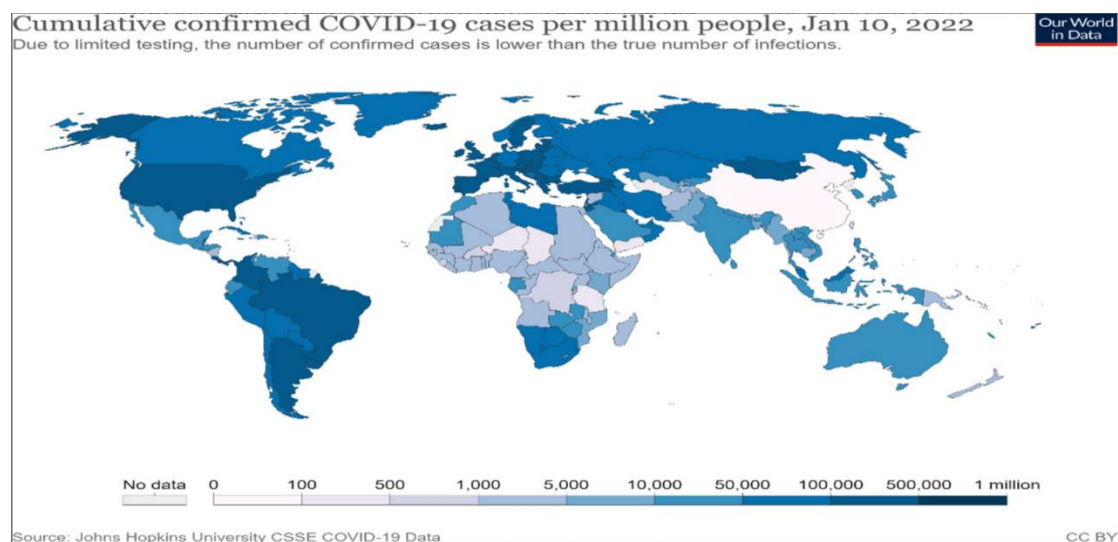 Cumulative confirmed COVID-19 cases per million people, Jan 10, 2022
Due to limited testing, the number of confirmed cases is lower than the true number of infections.
Our World
in Data
No data 0 100 500 1,000 5,000 10,000 50,000 100,000 500,000 1 million
Source: Johns Hopkins University CSSE COVID-19 Data CC BY